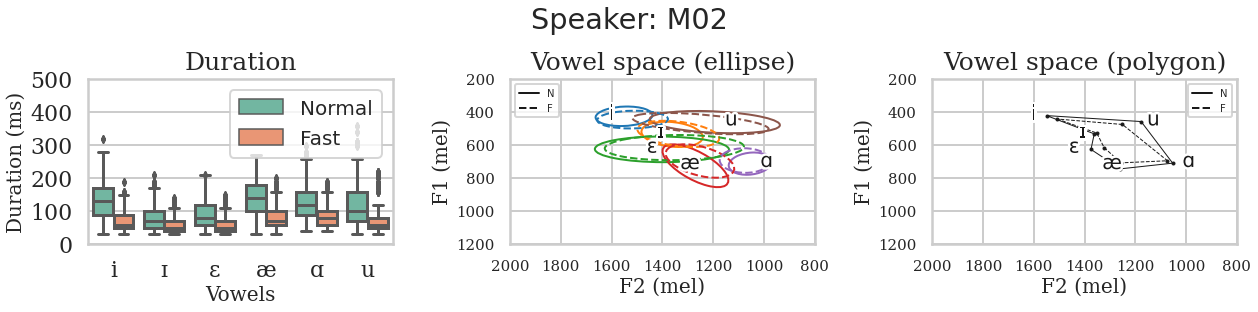 Speaker: M02
Duration
500
400
300
200
100
0
Duration (ms)
Normal
Fast
i ɪ ɛ æ ɑ u
Vowels
Vowel space (ellipse)
200
400
600
800
1000
1200
F1 (mel)
N
F
i
u
ɪ
ɛ
æ
ɑ
2000 1800 1600 1400 1200 1000 800
F2 (mel)
Vowel space (polygon)
200
400
600
800
1000
1200
F1 (mel)
N
F
i
u
ɪ
ɛ
æ
ɑ
2000 1800 1600 1400 1200 1000 800
F2 (mel)